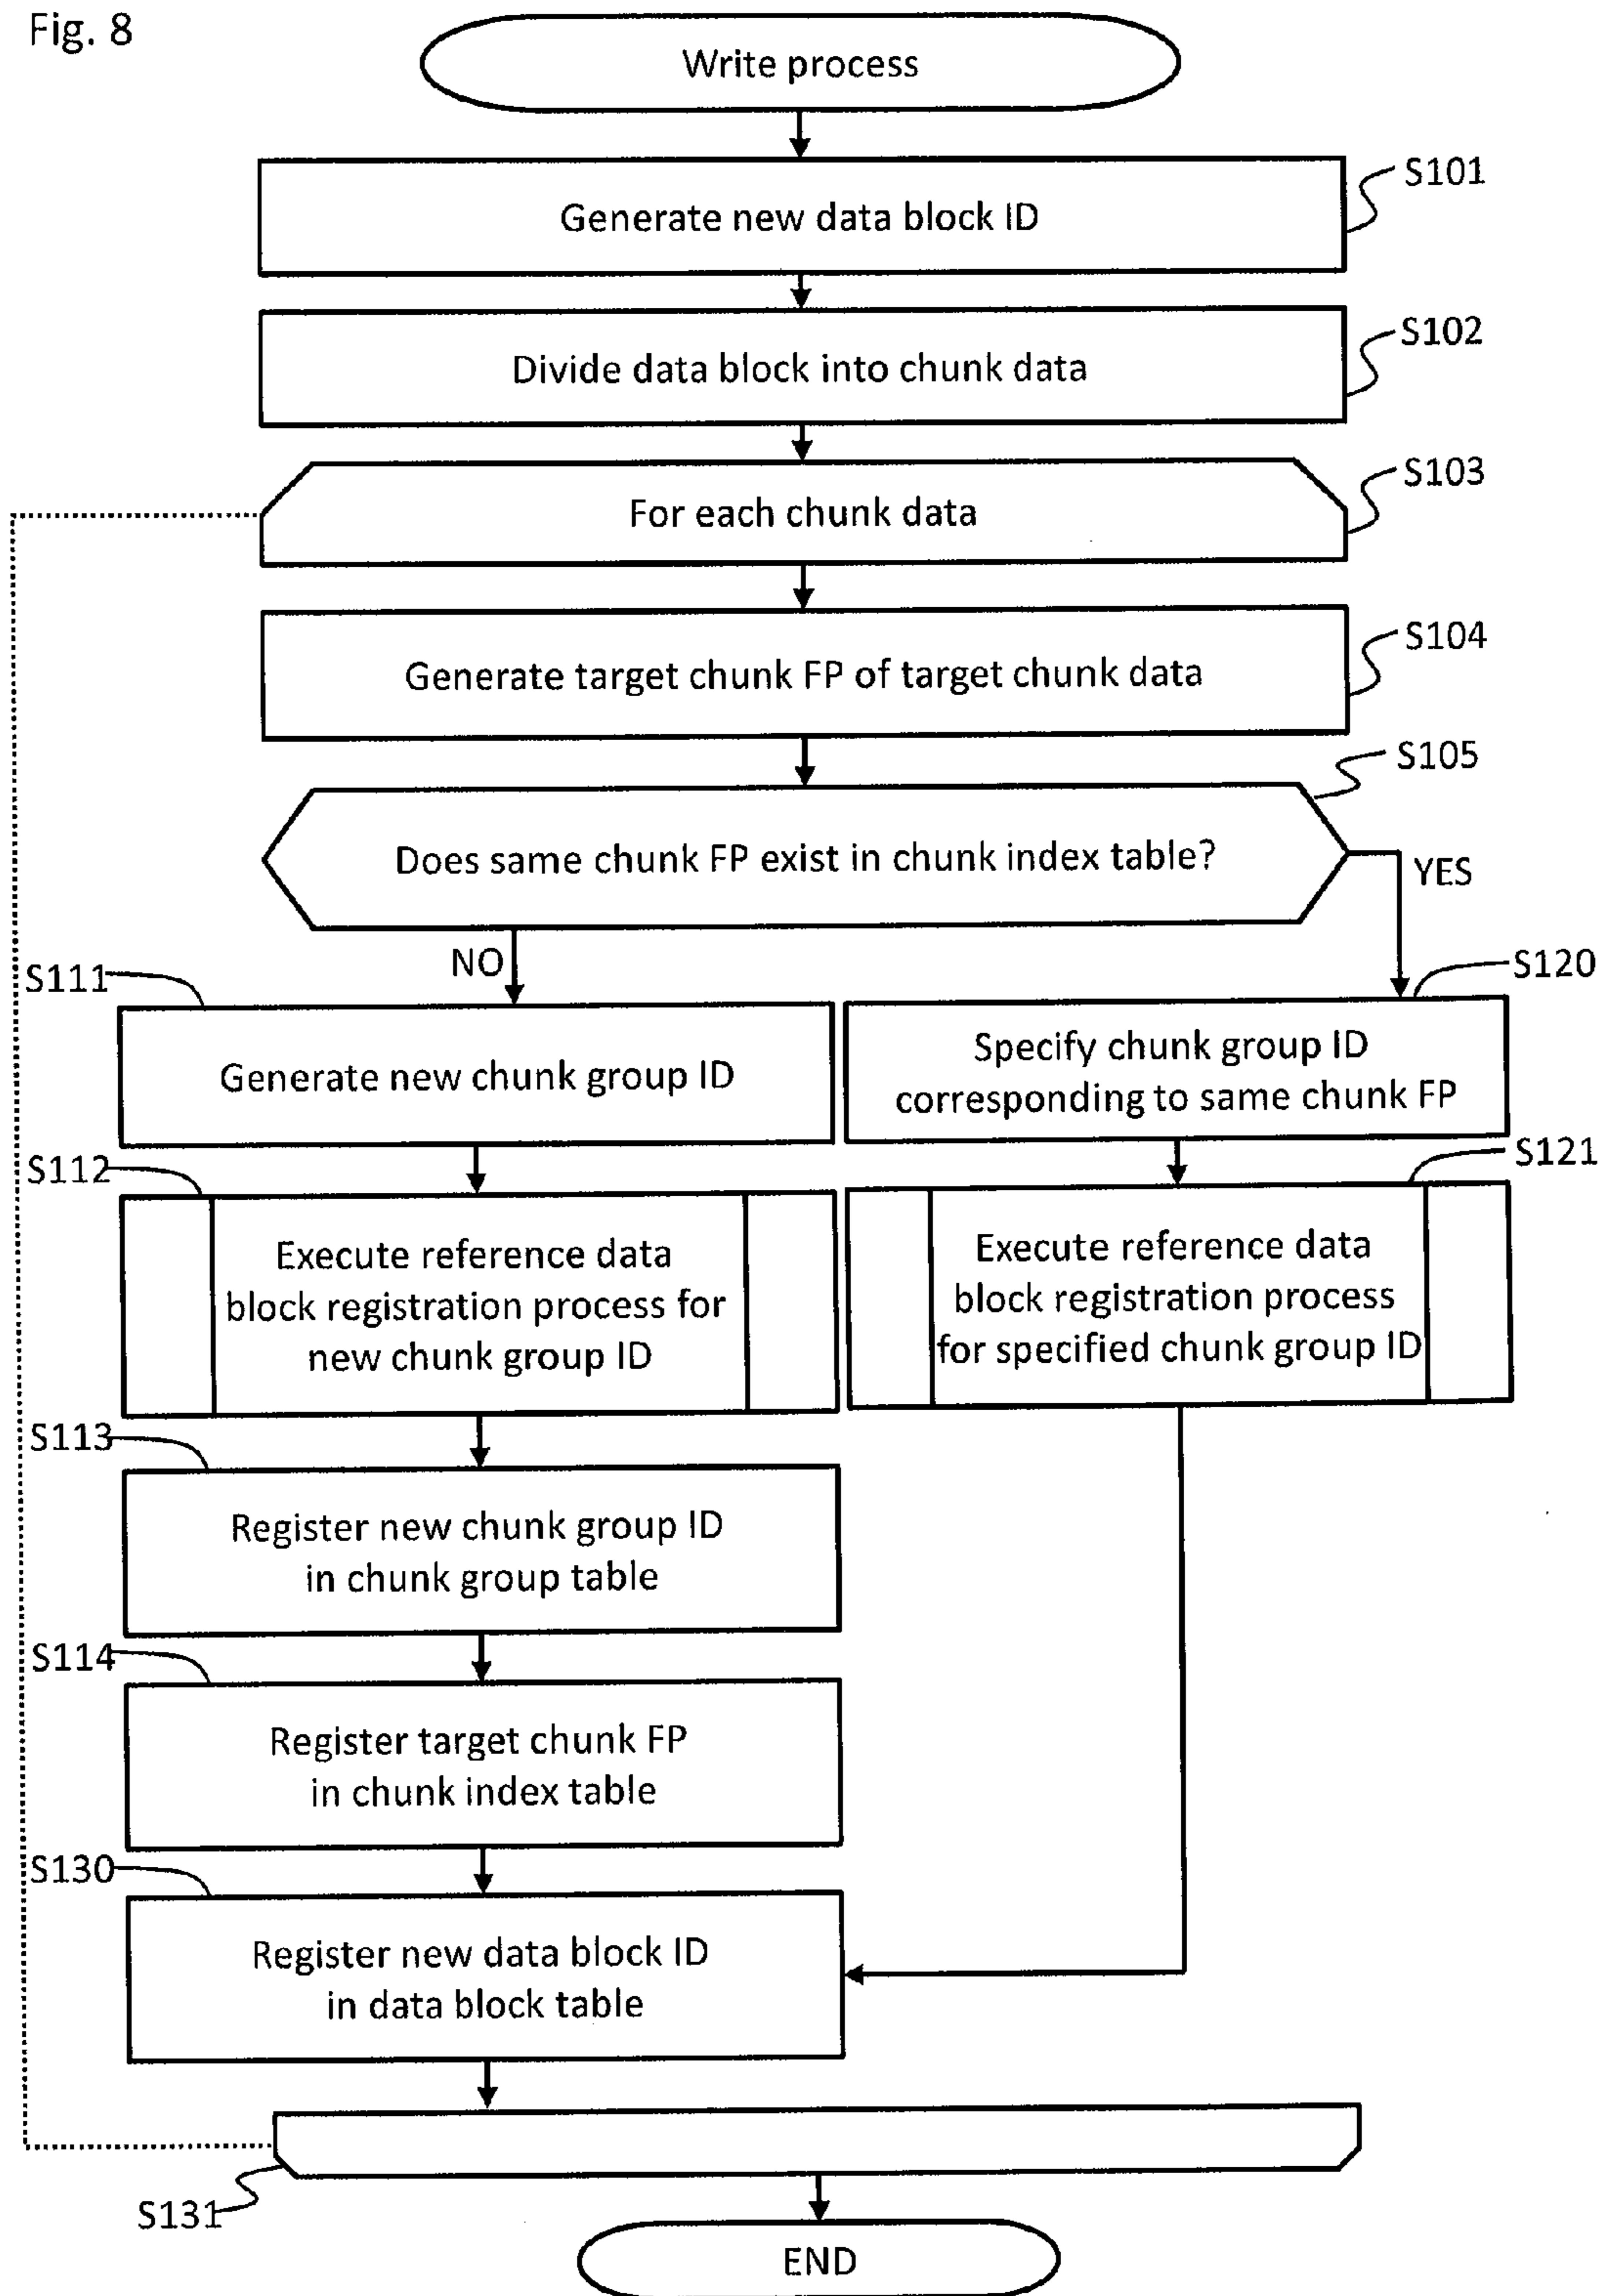 Fig. 8
Write process
S101
Generate new data block ID
S102
Divide data block into chunk data
S103
For each chunk data
S104
Generate target chunk FP of target chunk data
S105
Does same chunk FP exist in chunk index table?
YES
NO
S111
Generate new chunk group ID
S120
Specify chunk group ID
corresponding to same chunk FP
S112
Execute reference data
block registration process for
new chunk group ID
S121
Execute reference data
block registration process
for specified chunk group ID
S113
Register new chunk group ID
in chunk group table
S114
Register target chunk FP
in chunk index table
S130
Register new data block ID
in data block table
S131
END